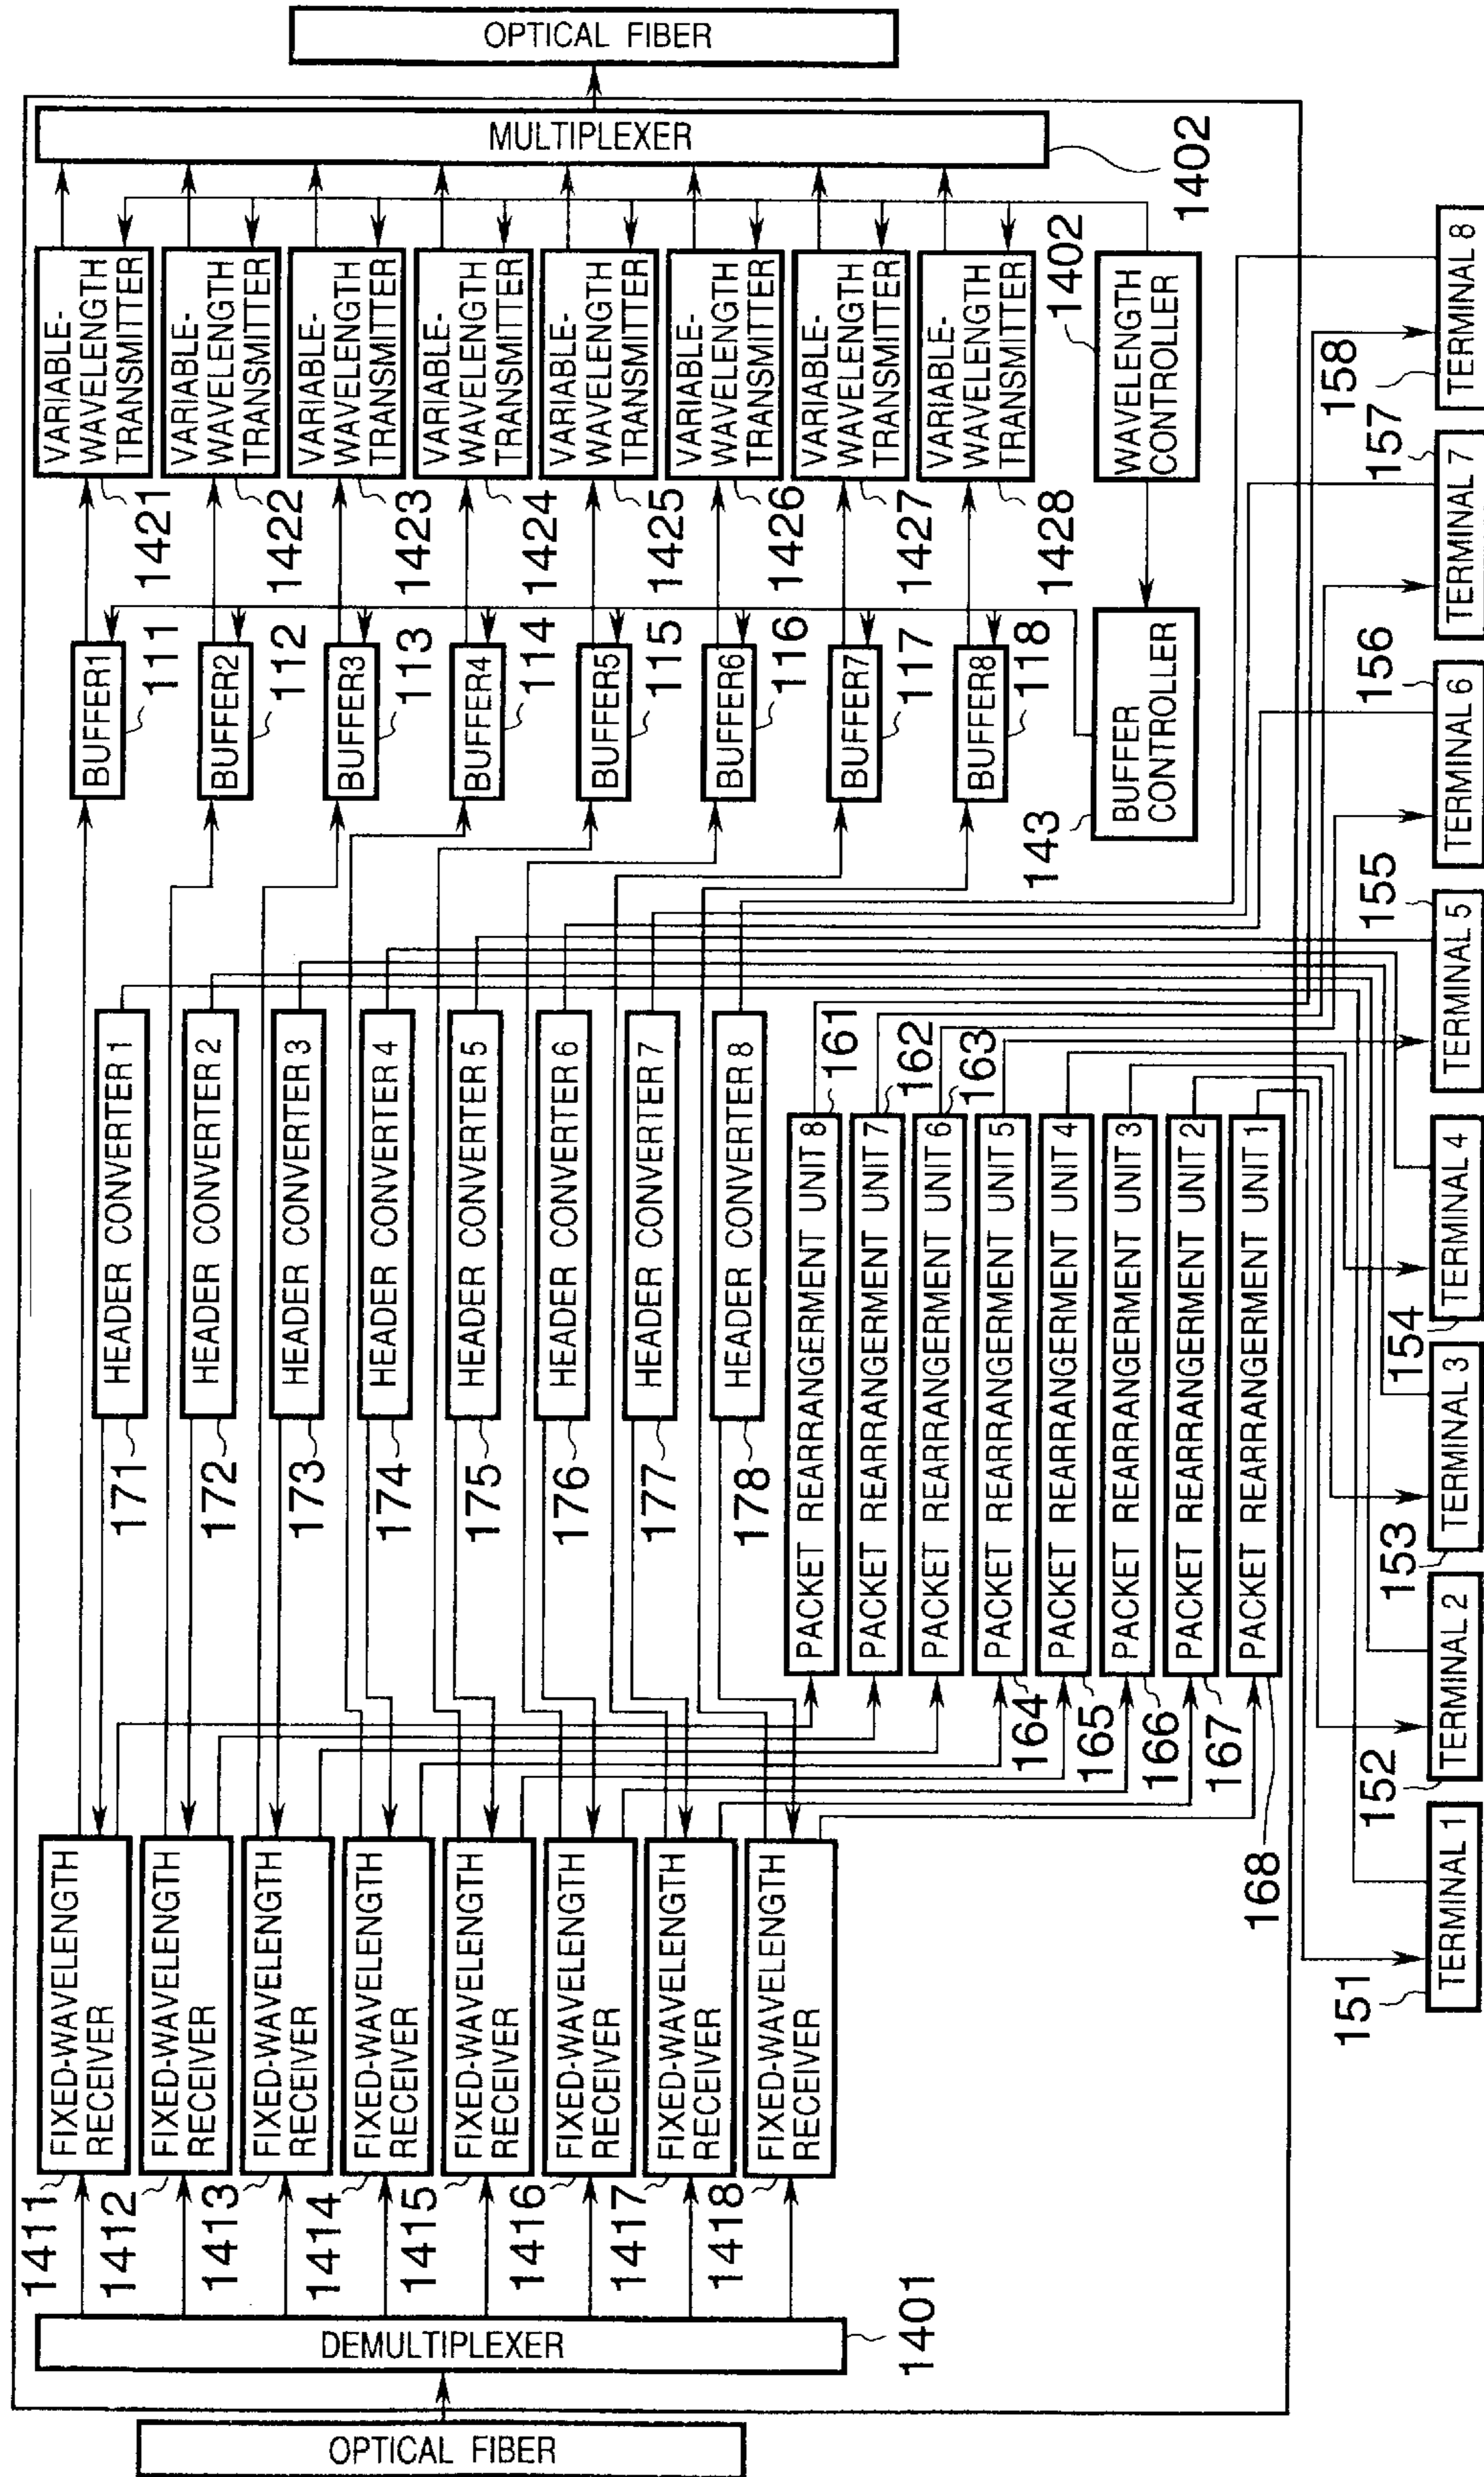 OPTICAL FIBER
DEMULTIPLEXER
1401
1411
FIXED-WAVELENGTH
RECEIVER
1412
FIXED-WAVELENGTH
RECEIVER
1413
FIXED-WAVELENGTH
RECEIVER
1414
FIXED-WAVELENGTH
RECEIVER
1415
FIXED-WAVELENGTH
RECEIVER
1416
FIXED-WAVELENGTH
RECEIVER
1417
FIXED-WAVELENGTH
RECEIVER
1418
FIXED-WAVELENGTH
RECEIVER
HEADER CONVERTER 1
171
HEADER CONVERTER 2
172
HEADER CONVERTER 3
173
HEADER CONVERTER 4
174
HEADER CONVERTER 5
175
HEADER CONVERTER 6
176
HEADER CONVERTER 7
177
HEADER CONVERTER 8
178
PACKET REARRANGERMENT UNIT 8
161
PACKET REARRANGERMENT UNIT 7
162
PACKET REARRANGERMENT UNIT 6
163
PACKET REARRANGERMENT UNIT 5
164
PACKET REARRANGERMENT UNIT 4
165
PACKET REARRANGERMENT UNIT 3
166
PACKET REARRANGERMENT UNIT 2
167
PACKET REARRANGERMENT UNIT 1
168
BUFFER1
111
BUFFER2
112
BUFFER3
113
BUFFER4
114
BUFFER5
115
BUFFER6
116
BUFFER7
117
BUFFER8
118
BUFFER
CONTROLLER
143
VARIABLE-
WAVELENGTH
TRANSMITTER
1421
VARIABLE-
WAVELENGTH
TRANSMITTER
1422
VARIABLE-
WAVELENGTH
TRANSMITTER
1423
VARIABLE-
WAVELENGTH
TRANSMITTER
1424
VARIABLE-
WAVELENGTH
TRANSMITTER
1425
VARIABLE-
WAVELENGTH
TRANSMITTER
1426
VARIABLE-
WAVELENGTH
TRANSMITTER
1427
VARIABLE-
WAVELENGTH
TRANSMITTER
1428
WAVELENGTH
CONTROLLER
1402
MULTIPLEXER
1402
OPTICAL FIBER
151
TERMINAL 1
152
TERMINAL 2
153
TERMINAL 3
154
TERMINAL 4
155
TERMINAL 5
156
TERMINAL 6
157
TERMINAL 7
158
TERMINAL 8